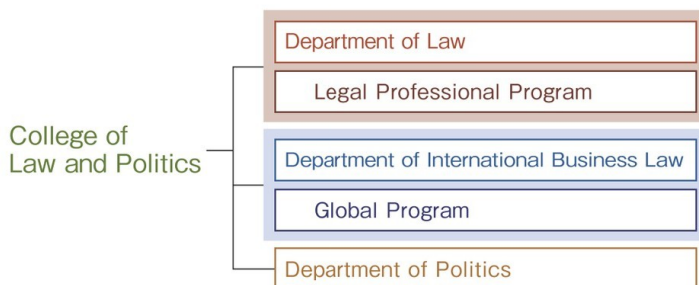 College of
Law and Politics
Department of Law
Legal Professional Program
Department of International Business Law
Global Program
Department of Politics